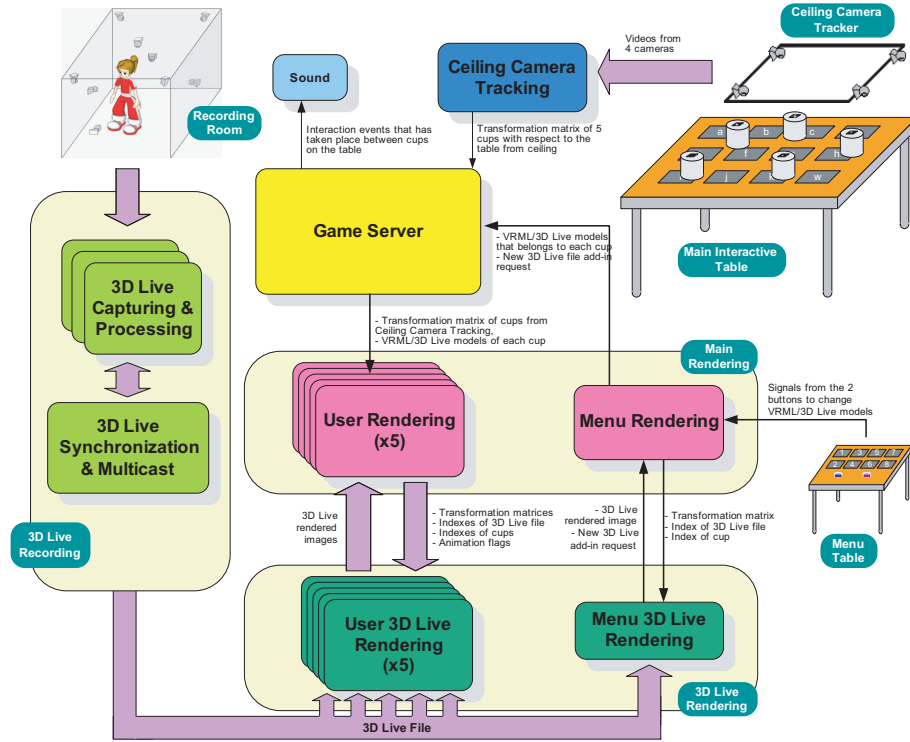 Ceiling Camera
Tracker
Videos from
4 cameras
Sound
Ceiling Camera
Tracking
Recording
Room
Interaction events that has
taken place between cups
on the table
Transformation matrix of 5
cups with respect to the
table from ceiling
a
b
c
f
h
j
w
Game Server
- VRML/3D Live models
that belongs to each cup
- New 3D Live file add-in
request
Main Interactive
Table
3D Live
Capturing &
Processing
- Transformation matrix of cups from
Ceiling Camera Tracking,
- VRML/3D Live models of each cup
Main
Rendering
Signals from the 2
buttons to change
VRML/3D Live models
User Rendering
(x5)
Menu Rendering
3D Live
Synchronization
& Multicast
1 3 5 7
2 4 6 8
3D Live
rendered
images
- Transformation matrices
- Indexes of 3D Live file
- Indexes of cups
- Animation flags
- 3D Live
rendered image
- New 3D Live
add-in request
- Transformation matrix
- Index of 3D Live file
- Index of cup
3D Live
Recording
Menu
Table
User 3D Live
Rendering
(x5)
Menu 3D Live
Rendering
3D Live
Rendering
3D Live File